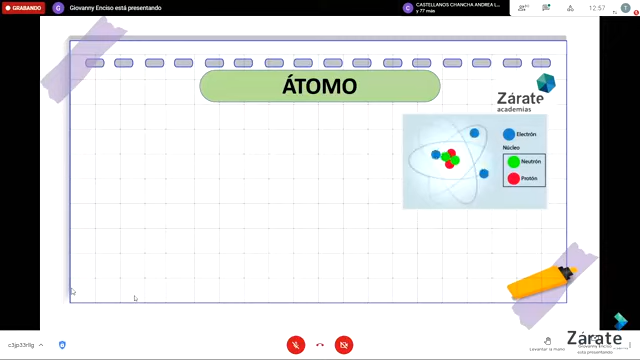 GRABANDO
G Giovanny Enciso está presentando
C CASTELLANOS CHANCHA ANDREA L...
y 77 más
12:57
T
ÁTOMO
Zárate
academias
Electrón
Núcleo
Neutrón
Protón
c3jp33rllg
Levantar la mano
Giovanny Enciso
está presentando
Zárate